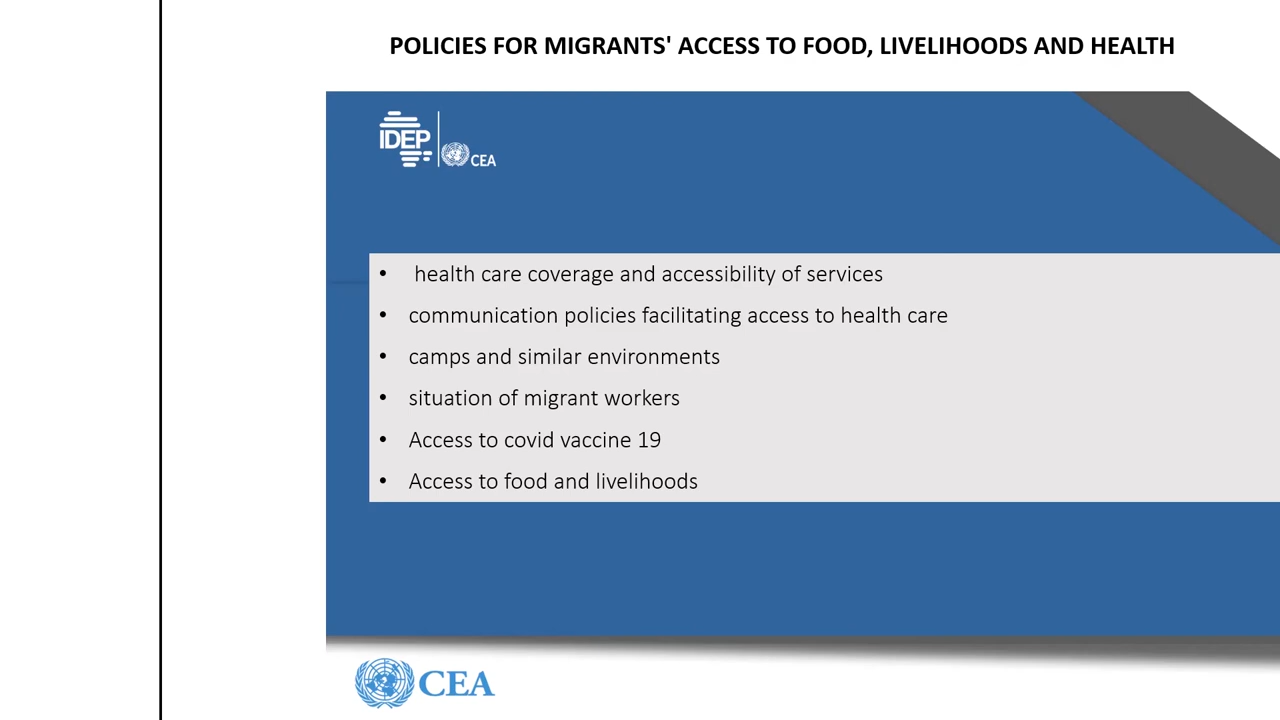 POLICIES FOR MIGRANTS' ACCESS TO FOOD, LIVELIHOODS AND HEALTH
IDEP
CEA
• health care coverage and accessibility of services
• communication policies facilitating access to health care
• camps and similar environments
• situation of migrant workers
• Access to covid vaccine 19
• Access to food and livelihoods
CEA